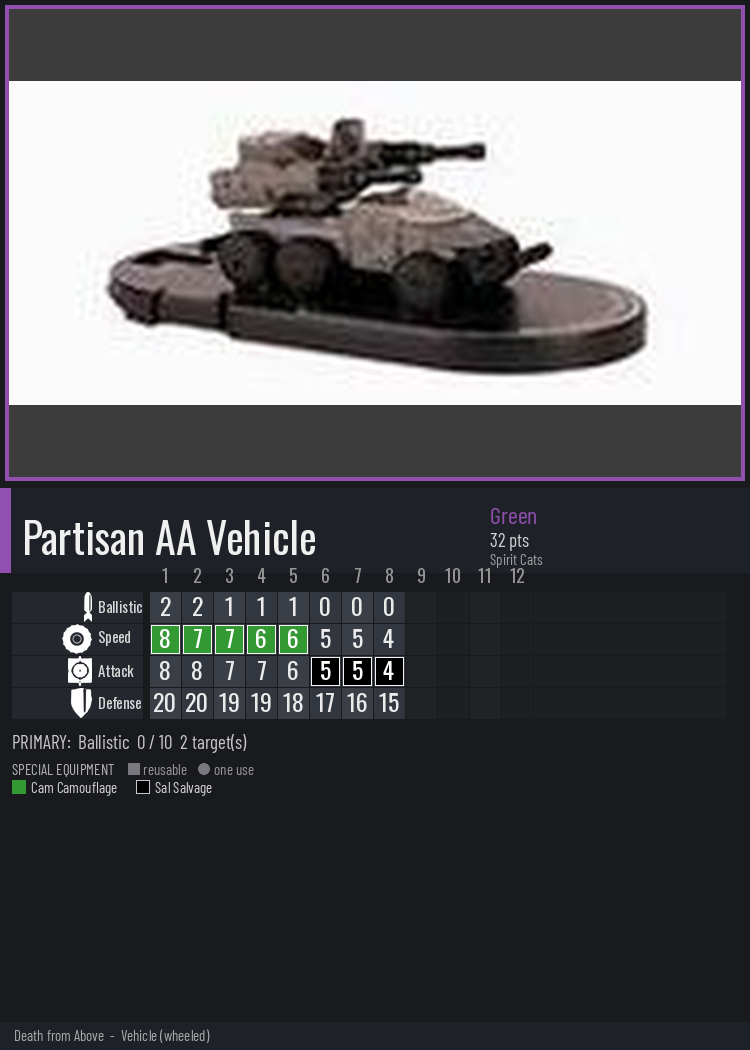 Partisan AA Vehicle
Green
32 pts
Spirit Cats
1 2 3 4 5 6 7 8 9 10 11 12
Ballistic 2 2 1 1 1 0 0 0
Speed 8 7 7 6 6 5 5 4
Attack 8 8 7 7 6 5 5 4
Defense 20 20 19 19 18 17 16 15
PRIMARY: Ballistic 0 / 10 2 target(s)
SPECIAL EQUIPMENT reusable one use
Cam Camouflage Sal Salvage
Death from Above - Vehicle (wheeled)